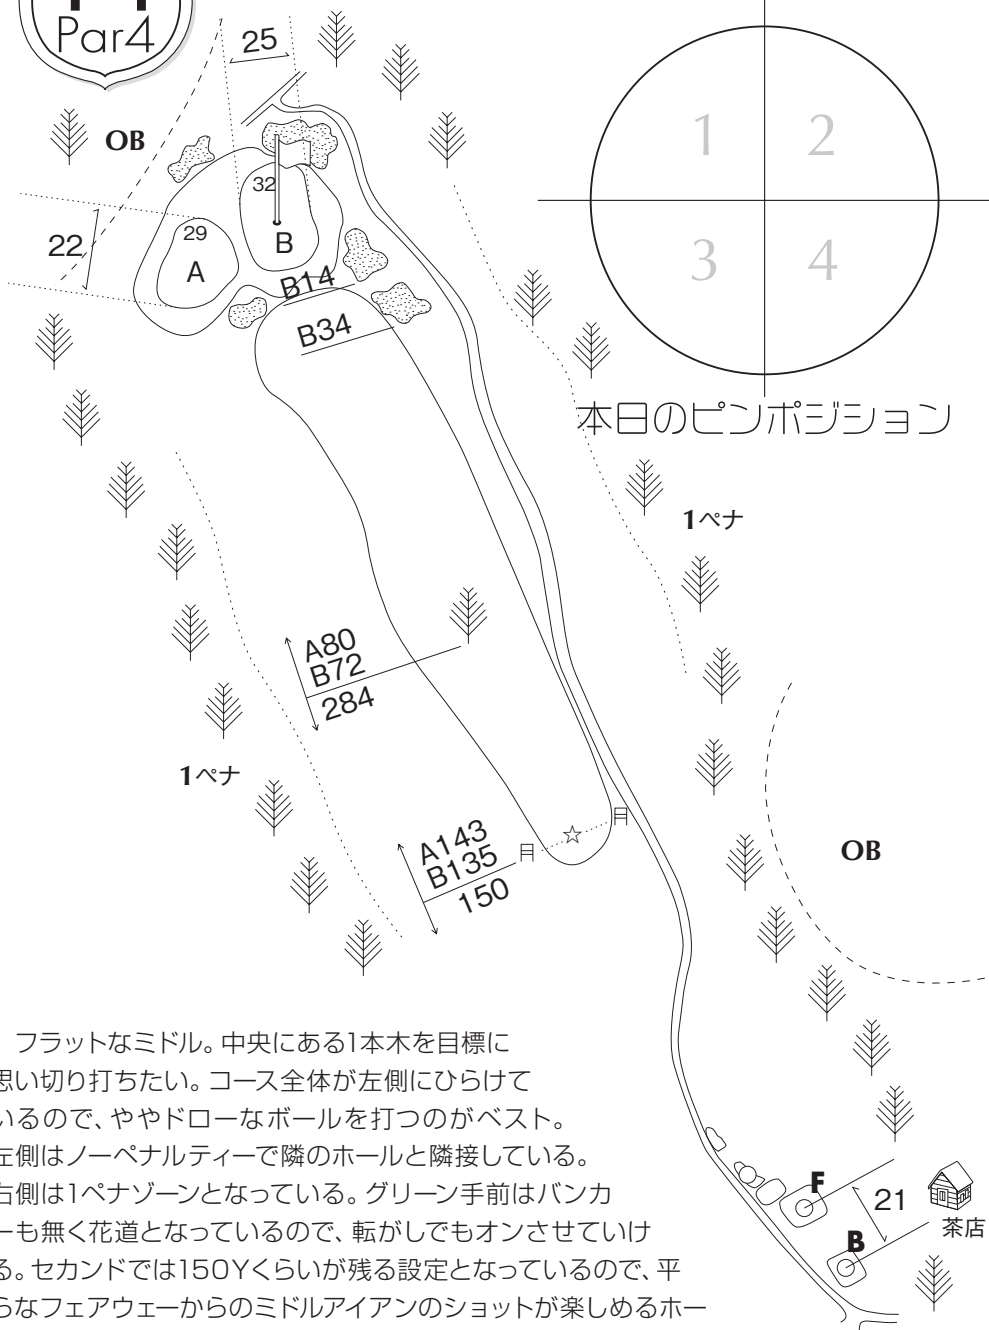 Par4
25
OB
1
2
32
22
29
B
A
B14
3
4
B34
本日のピンポジション
1ペナ
A80
B72
284
1ペナ
A143
B135
150
OB
フラットなミドル。中央にある1本木を目標に
思い切り打ちたい。コース全体が左側にひらけて
いるので、ややドローなボールを打つのがベスト。
左側はノーペナルティーで隣のホールと隣接している。
右側は1ペナゾーンとなっている。グリーン手前はバンカ
ーも無く花道となっているので、転がしでもオンさせていけ
る。セカンドでは150Yくらいが残る設定となっているので、平
らなフェアウェーからのミドルアイアンのショットが楽しめるホー
F
21
B
茶店